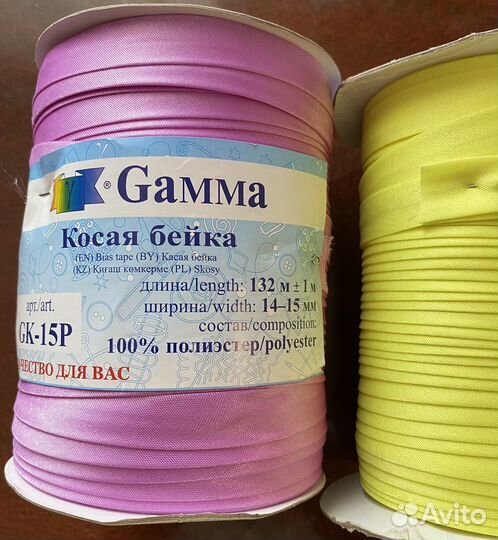 ® Gamma
Косая бейка
(EN) Bias tape (BY) Касая бейка
(KZ) Қиғаш көмкерме (PL) Skosy
длина/length: 132 м ± 1 м
ширина/width: 14–15 мм
состав/composition:
100% полиэстер/polyester
арт./art.
GK-15P
КАЧЕСТВО ДЛЯ ВАС
Avito